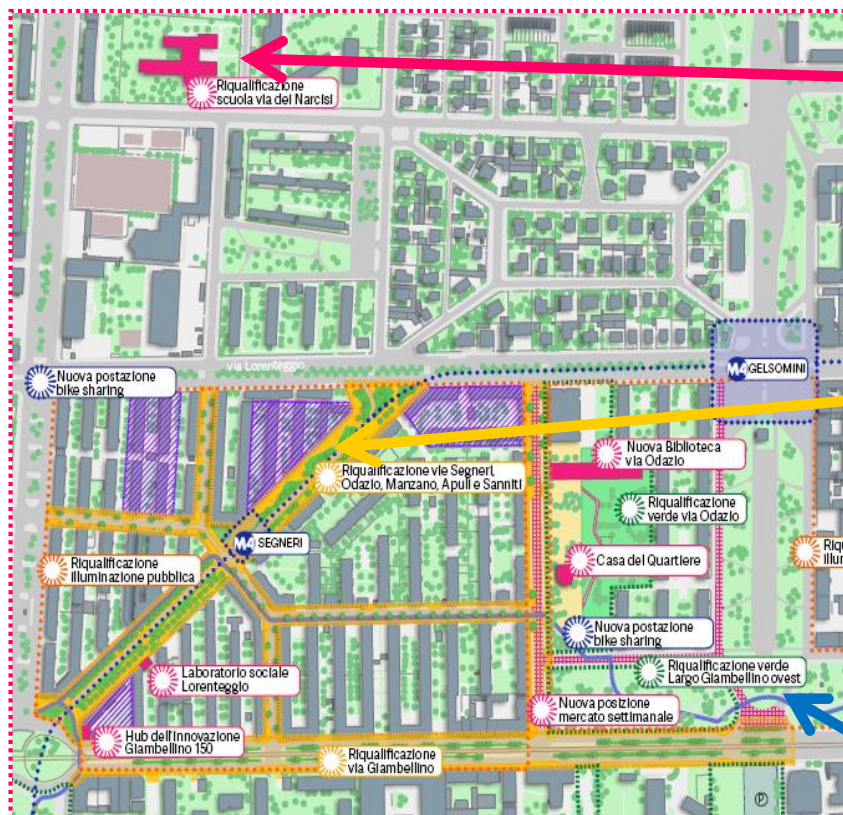 Riqualificazione
scuola via dei Narcisi
via Lorenteggio
M4 GELSOMINI
Nuova postazione
bike sharing
Nuova Biblioteca
via Odazio
Riqualificazione vie Segneri,
Odazio, Manzano, Apuli e Sanniti
Riqualificazione
verde via Odazio
M4 SEGNERI
Riqualificazione
illuminazione pubblica
Casa del Quartiere
Nuova postazione
bike sharing
Laboratorio sociale
Lorenteggio
Riqualificazione verde
Largo Giambellino ovest
Nuova posizione
mercato settimanale
Hub dell'Innovazione
Giambellino 150
Riqualificazione
via Giambellino
P